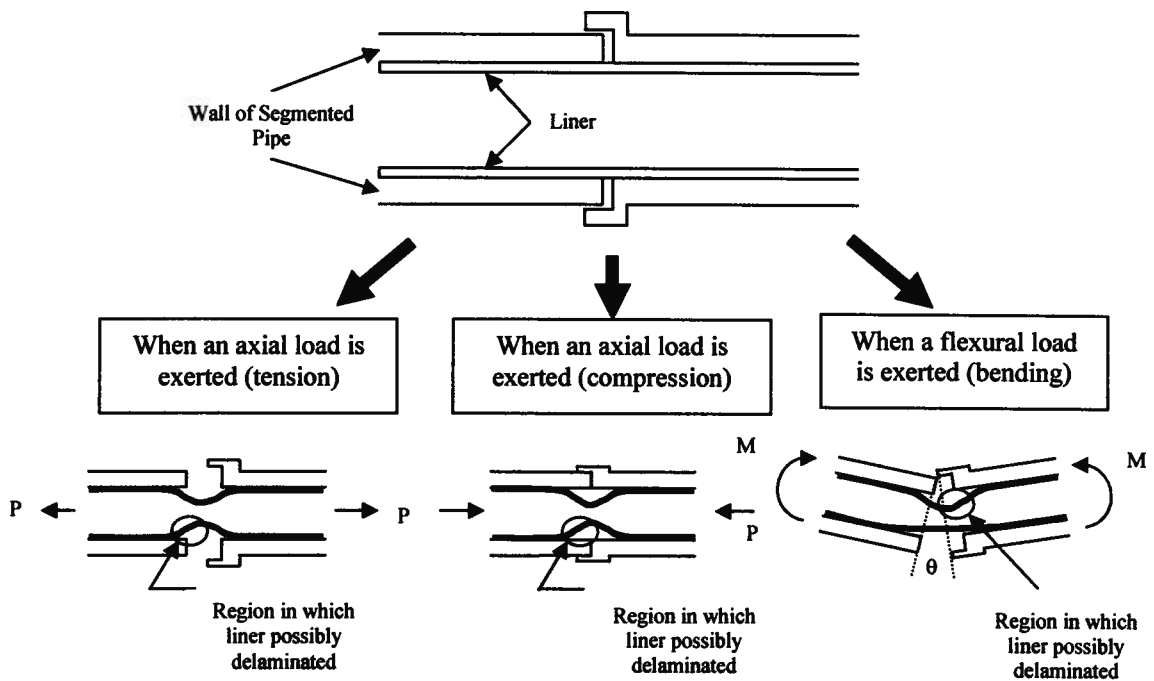 Wall of Segmented
Pipe
Liner
When an axial load is
exerted (tension)
When an axial load is
exerted (compression)
When a flexural load
is exerted (bending)
P
P
Region in which
liner possibly
delaminated
P
Region in which
liner possibly
delaminated
M
M
θ
Region in which
liner possibly
delaminated